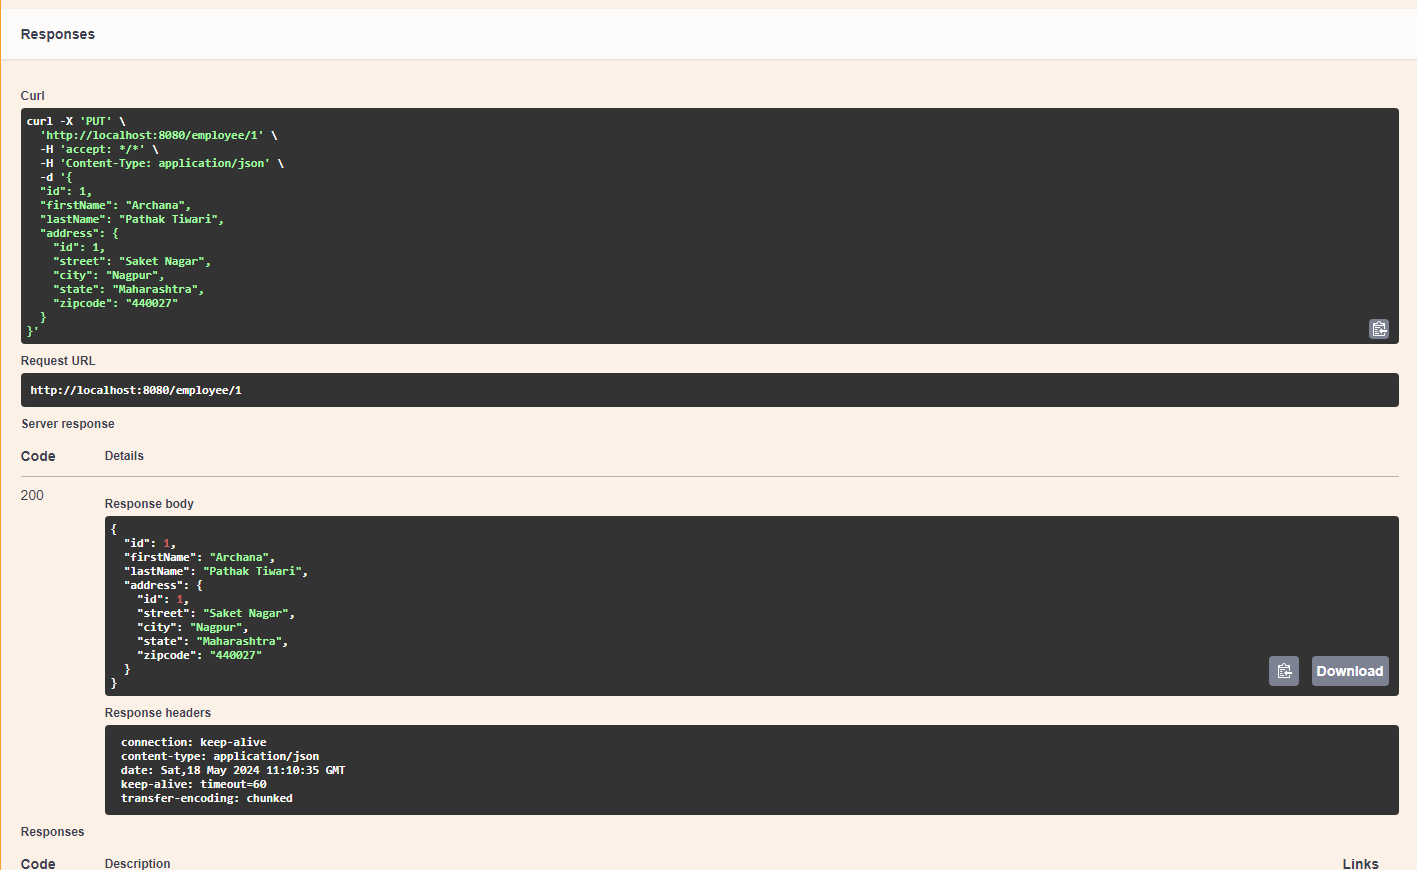 Responses
Curl
curl -X 'PUT' \
  'http://localhost:8080/employee/1' \
  -H 'accept: */*' \
  -H 'Content-Type: application/json' \
  -d '{
  "id": 1,
  "firstName": "Archana",
  "lastName": "Pathak Tiwari",
  "address": {
    "id": 1,
    "street": "Saket Nagar",
    "city": "Nagpur",
    "state": "Maharashtra",
    "zipcode": "440027"
  }
}'
Request URL
http://localhost:8080/employee/1
Server response
Code Details
200
Response body
{
  "id": 1,
  "firstName": "Archana",
  "lastName": "Pathak Tiwari",
  "address": {
    "id": 1,
    "street": "Saket Nagar",
    "city": "Nagpur",
    "state": "Maharashtra",
    "zipcode": "440027"
  }
}
Download
Response headers
connection: keep-alive
content-type: application/json
date: Sat,18 May 2024 11:10:35 GMT
keep-alive: timeout=60
transfer-encoding: chunked
Responses
Code Description Links